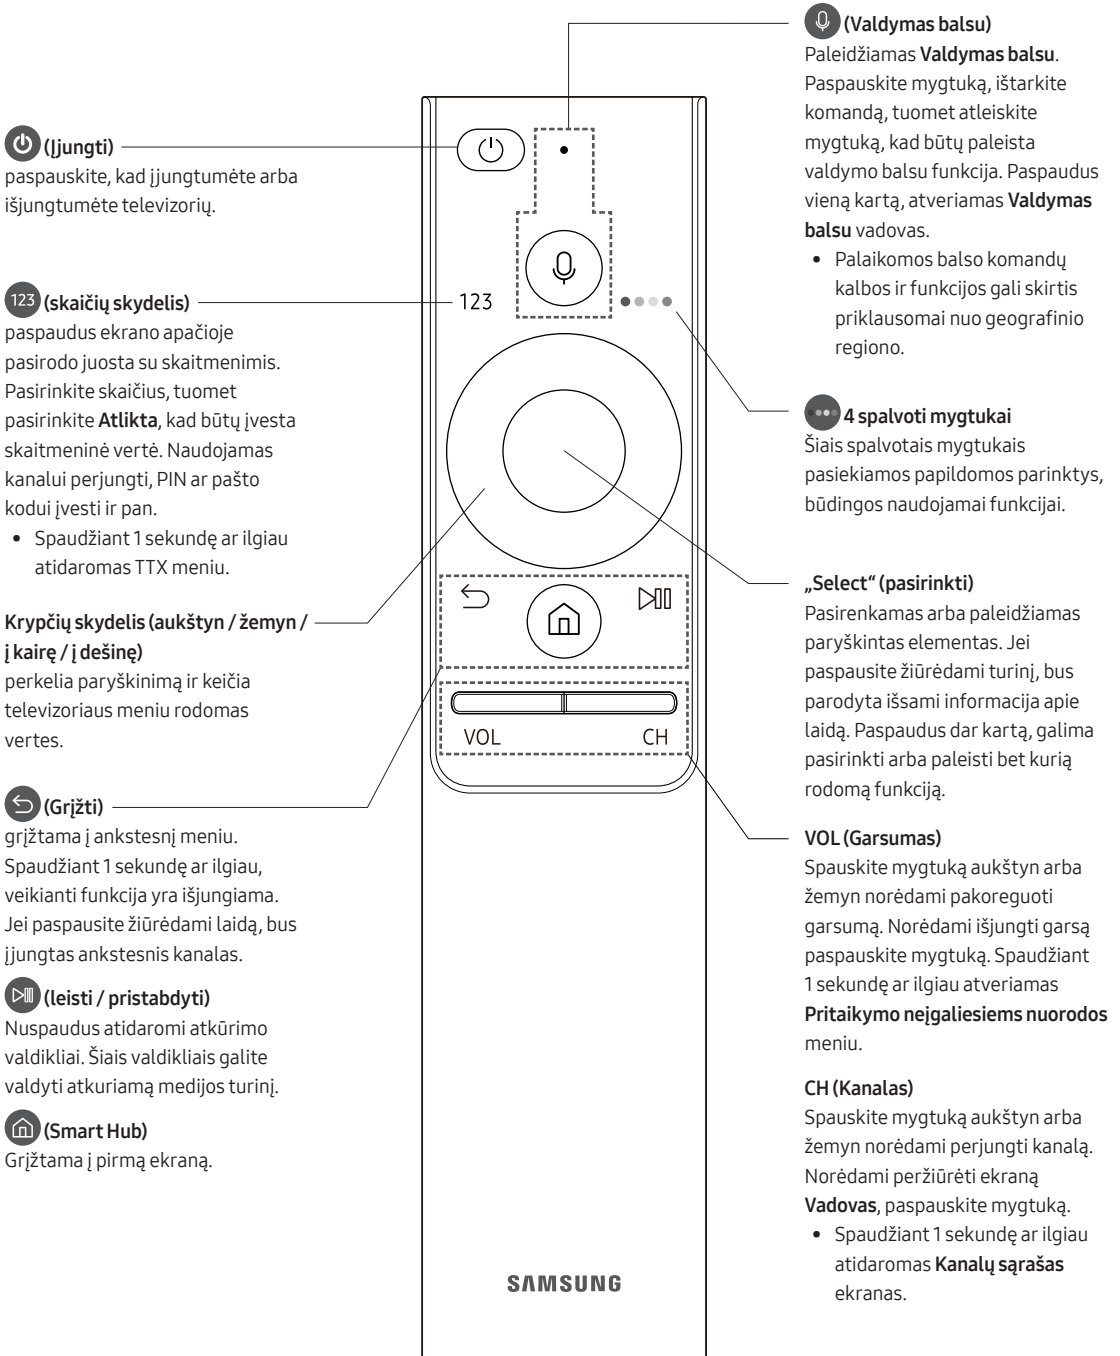 (Įjungti)
paspauskite, kad įjungtumėte arba
išjungtumėte televizorių.
123 (skaičių skydelis)
paspaudus ekrano apačioje
pasirodo juosta su skaitmenimis.
Pasirinkite skaičius, tuomet
pasirinkite Atlikta, kad būtų įvesta
skaitmeninė vertė. Naudojamas
kanalui perjungti, PIN ar pašto
kodui įvesti ir pan.
• Spaudžiant 1 sekundę ar ilgiau
atidaromas TTX meniu.
Krypčių skydelis (aukštyn / žemyn /
į kairę / į dešinę)
perkelia paryškinimą ir keičia
televizoriaus meniu rodomas
vertes.
(Grįžti)
grįžtama į ankstesnį meniu.
Spaudžiant 1 sekundę ar ilgiau,
veikianti funkcija yra išjungiama.
Jei paspausite žiūrėdami laidą, bus
įjungtas ankstesnis kanalas.
(leisti / pristabdyti)
Nuspaudus atidaromi atkūrimo
valdikliai. Šiais valdikliais galite
valdyti atkuriamą medijos turinį.
(Smart Hub)
Grįžtama į pirmą ekraną.
123
VOL CH
SAMSUNG
(Valdymas balsu)
Paleidžiamas Valdymas balsu.
Paspauskite mygtuką, ištarkite
komandą, tuomet atleiskite
mygtuką, kad būtų paleista
valdymo balsu funkcija. Paspaudus
vieną kartą, atveriamas Valdymas
balsu vadovas.
• Palaikomos balso komandų
kalbos ir funkcijos gali skirtis
priklausomai nuo geografinio
regiono.
4 spalvoti mygtukai
Šiais spalvotais mygtukais
pasiekiamos papildomos parinktys,
būdingos naudojamai funkcijai.
„Select“ (pasirinkti)
Pasirenkamas arba paleidžiamas
paryškintas elementas. Jei
paspausite žiūrėdami turinį, bus
parodyta išsami informacija apie
laidą. Paspaudus dar kartą, galima
pasirinkti arba paleisti bet kurią
rodomą funkciją.
VOL (Garsumas)
Spauskite mygtuką aukštyn arba
žemyn norėdami pakoreguoti
garsumą. Norėdami išjungti garsą
paspauskite mygtuką. Spaudžiant
1 sekundę ar ilgiau atveriamas
Pritaikymo neįgaliesiems nuorodos
meniu.
CH (Kanalas)
Spauskite mygtuką aukštyn arba
žemyn norėdami perjungti kanalą.
Norėdami peržiūrėti ekraną
Vadovas, paspauskite mygtuką.
• Spaudžiant 1 sekundę ar ilgiau
atidaromas Kanalų sąrašas
ekranas.